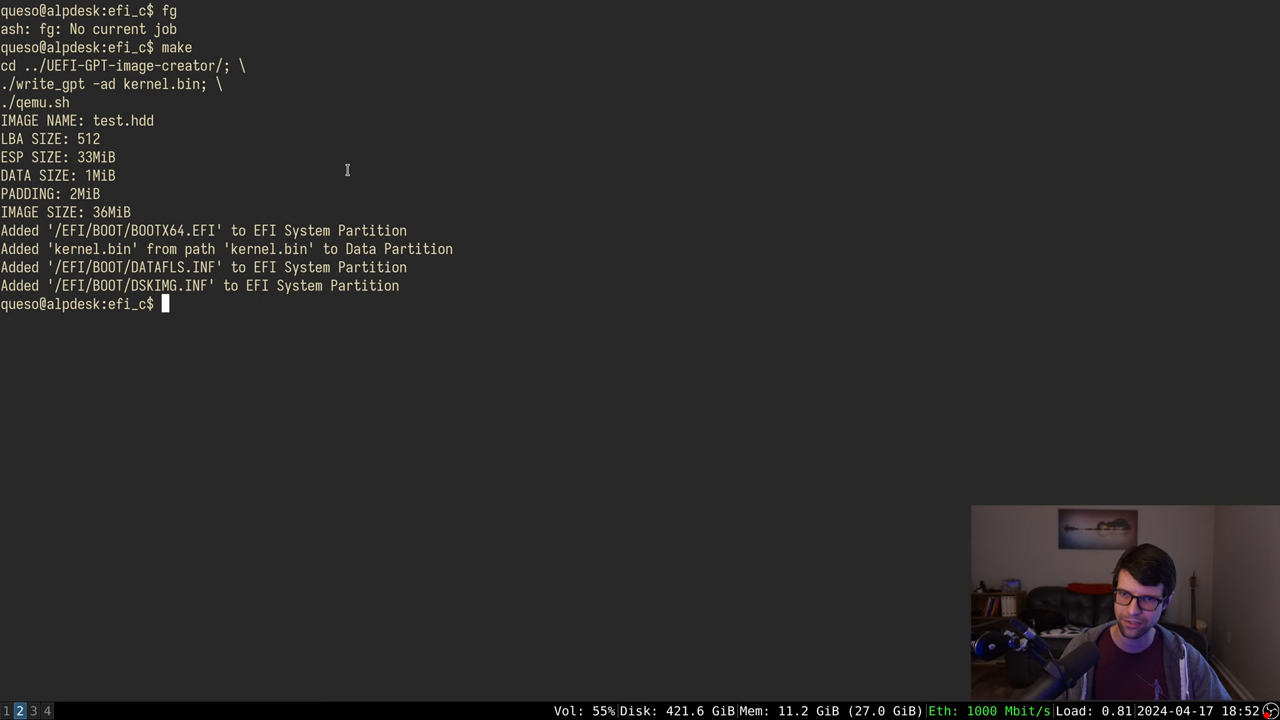 queso@alpdesk:efi_c$ fg
ash: fg: No current job
queso@alpdesk:efi_c$ make
cd ../UEFI-GPT-image-creator/; \
./write_gpt -ad kernel.bin; \
./qemu.sh
IMAGE NAME: test.hdd
LBA SIZE: 512
ESP SIZE: 33MiB
DATA SIZE: 1MiB
PADDING: 2MiB
IMAGE SIZE: 36MiB
Added '/EFI/BOOT/BOOTX64.EFI' to EFI System Partition
Added 'kernel.bin' from path 'kernel.bin' to Data Partition
Added '/EFI/BOOT/DATAFLS.INF' to EFI System Partition
Added '/EFI/BOOT/DSKIMG.INF' to EFI System Partition
queso@alpdesk:efi_c$
1 2 3 4 Vol: 55%|Disk: 421.6 GiB|Mem: 11.2 GiB (27.0 GiB)|Eth: 1000 Mbit/s|Load: 0.81|2024-04-17 18:52